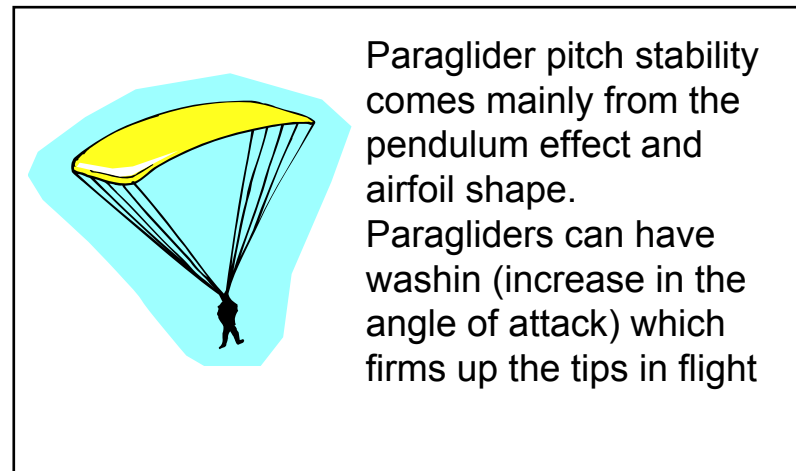 Paraglider pitch stability
comes mainly from the
pendulum effect and
airfoil shape.
Paragliders can have
washin (increase in the
angle of attack) which
firms up the tips in flight